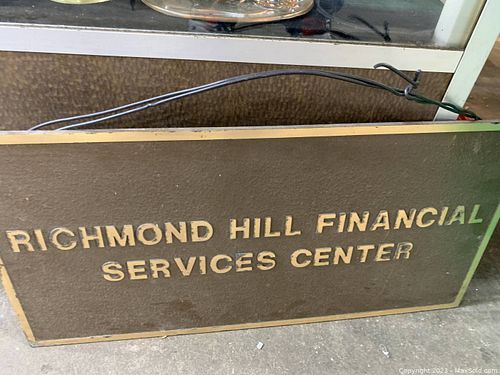 RICHMOND HILL FINANCIAL
SERVICES CENTER
Copyright 2023 - MaxSold.com